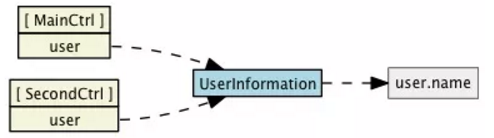 [ MainCtrl ]
user
[ SecondCtrl ]
user
UserInformation
user.name